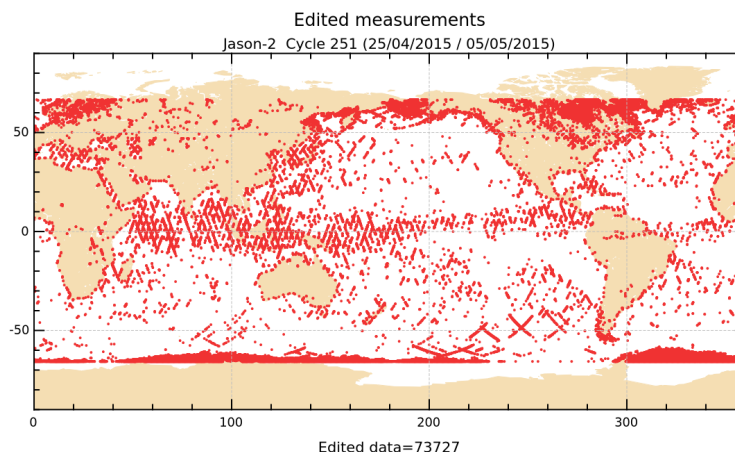 Edited measurements
Jason-2 Cycle 251 (25/04/2015 / 05/05/2015)
50
0
-50
0 100 200 300
Edited data=73727